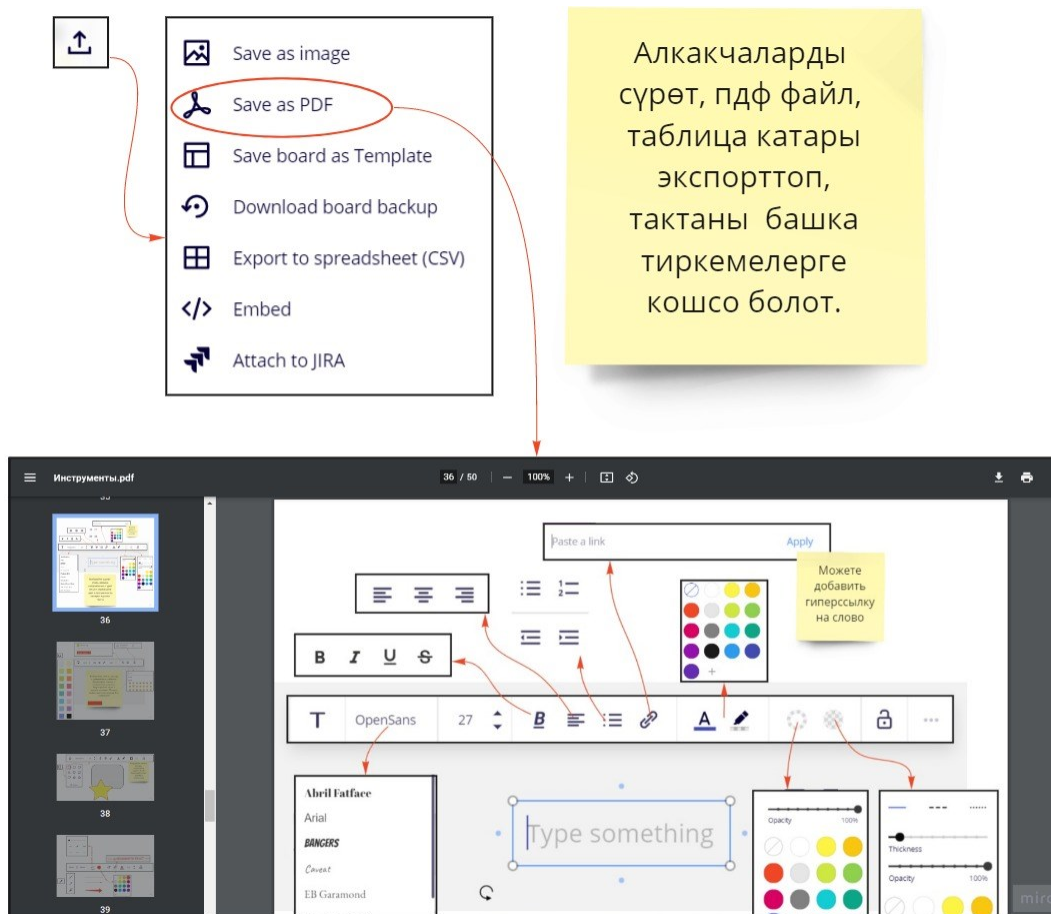 Save as image
Save as PDF
Save board as Template
Download board backup
Export to spreadsheet (CSV)
Embed
Attach to JIRA
Алкакчаларды
сүрөт, пдф файл,
таблица катары
экспорттоп,
тактаны башка
тиркемелерге
кошсо болот.
Инструменты.pdf
36 / 50
100%
36
37
38
39
Paste a link
Apply
Можете
добавить
гиперссылку
на слово
B I U S
T OpenSans 27 B A
Abril Fatface
Arial
BANGERS
Caveat
EB Garamond
Type something
Opacity 100%
Thickness
Opacity 100%
miro